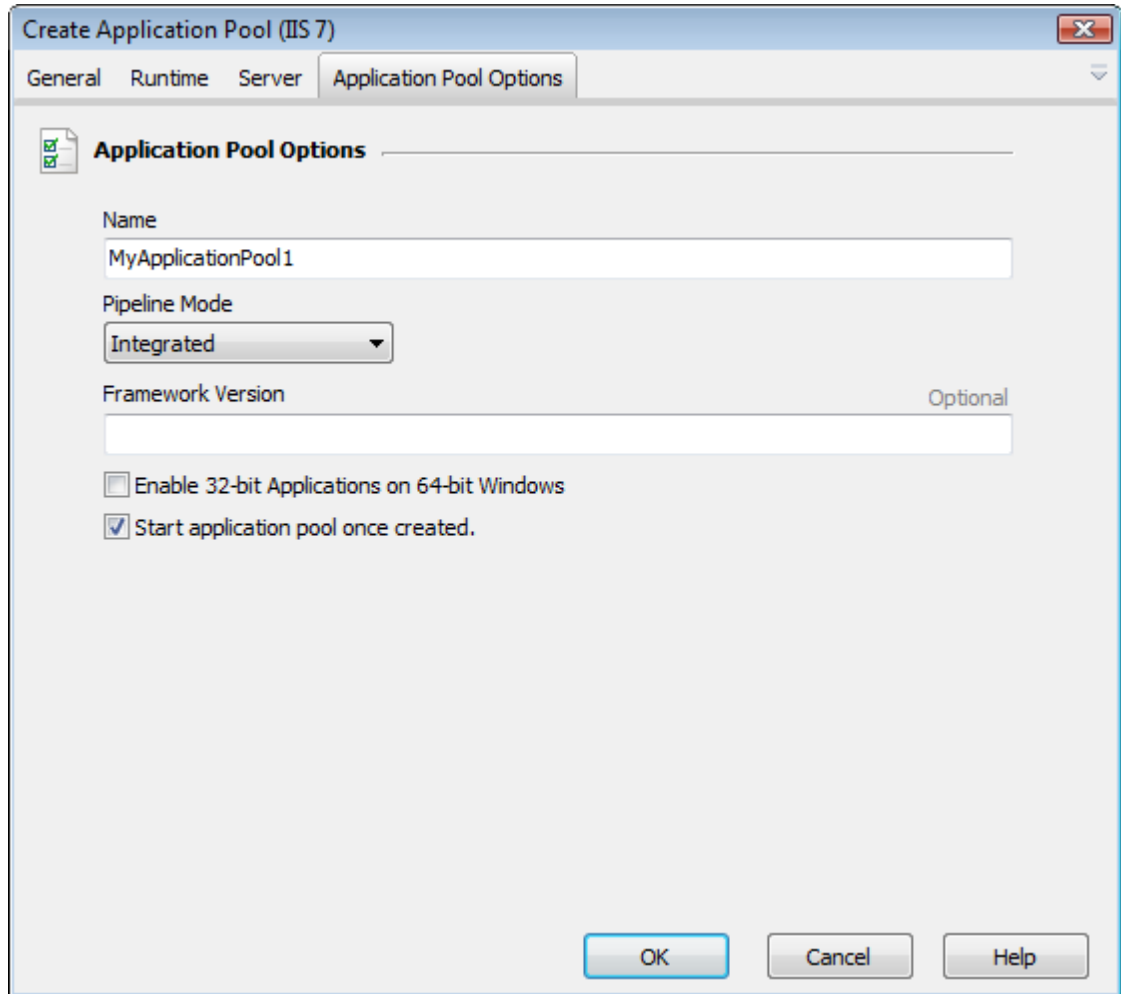 Create Application Pool (IIS 7)
General Runtime Server Application Pool Options
Application Pool Options
Name
MyApplicationPool1
Pipeline Mode
Integrated
Framework Version Optional
Enable 32-bit Applications on 64-bit Windows
Start application pool once created.
OK Cancel Help